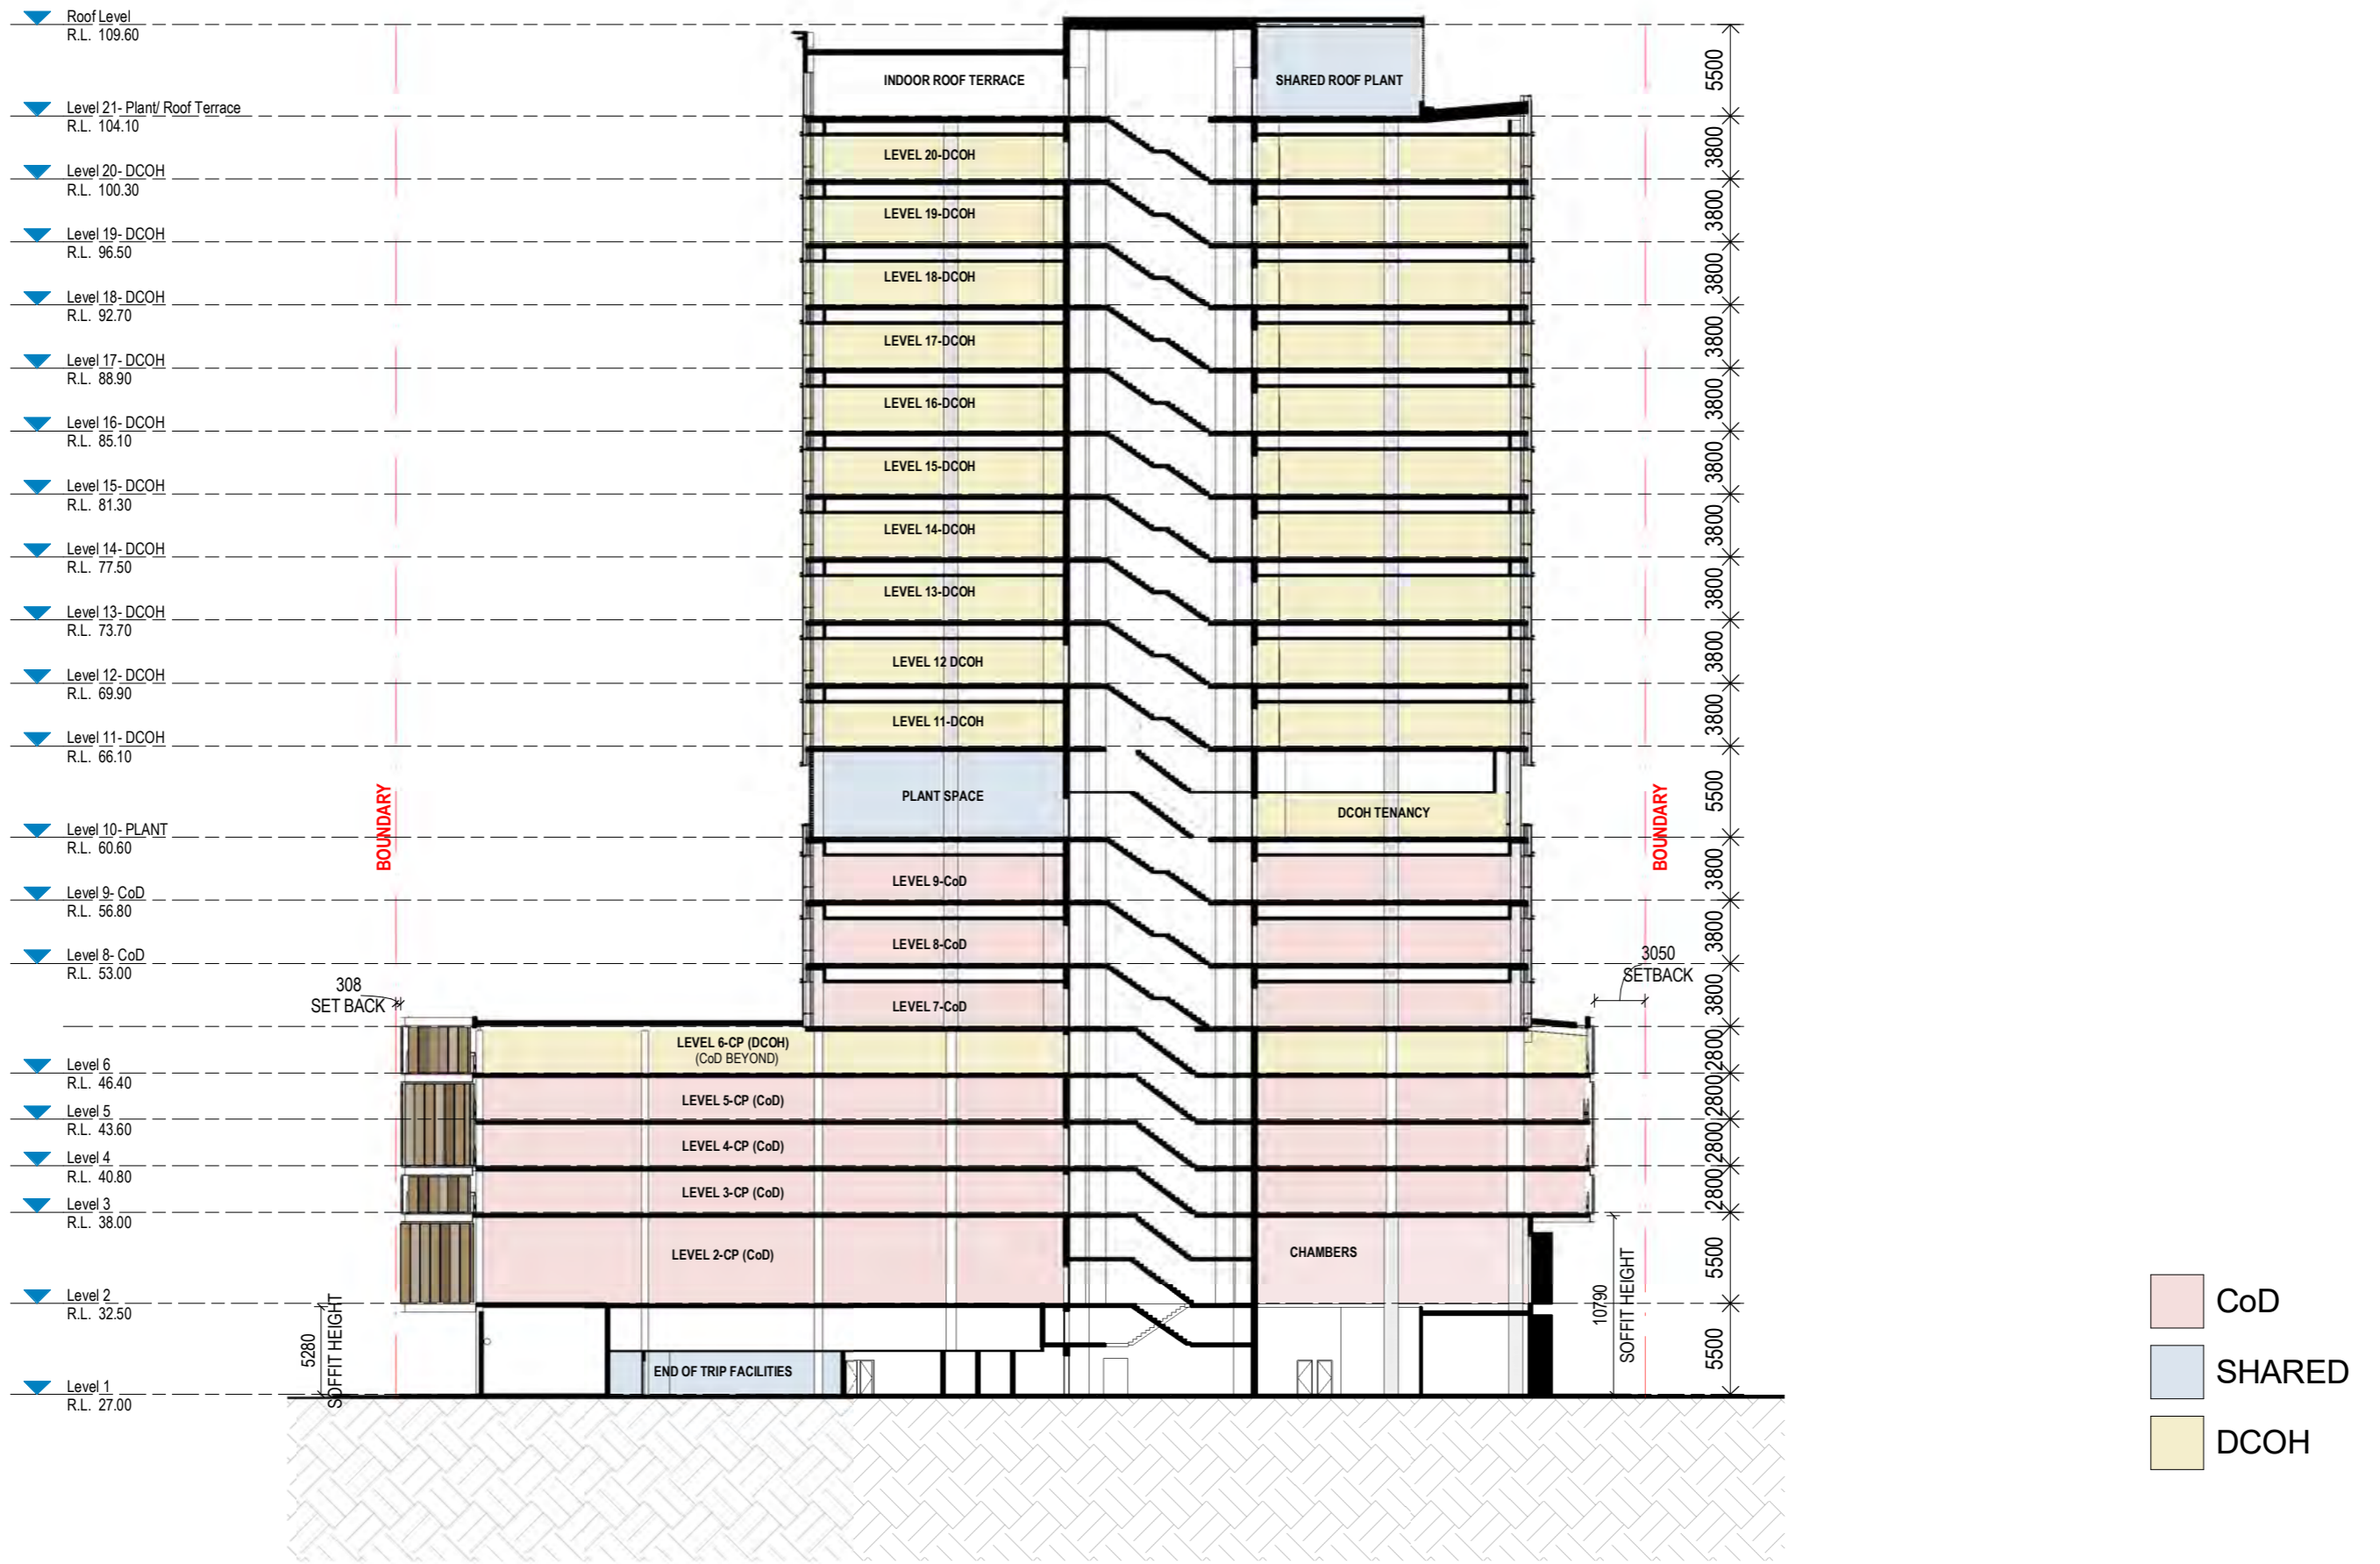 Roof Level
R.L. 109.60
INDOOR ROOF TERRACE
SHARED ROOF PLANT
5500
Level 21- Plant/ Roof Terrace
R.L. 104.10
LEVEL 20-DCOH
3800
Level 20- DCOH
R.L. 100.30
LEVEL 19-DCOH
3800
Level 19- DCOH
R.L. 96.50
LEVEL 18-DCOH
3800
Level 18- DCOH
R.L. 92.70
LEVEL 17-DCOH
3800
Level 17- DCOH
R.L. 88.90
LEVEL 16-DCOH
3800
Level 16- DCOH
R.L. 85.10
LEVEL 15-DCOH
3800
Level 15- DCOH
R.L. 81.30
LEVEL 14-DCOH
3800
Level 14- DCOH
R.L. 77.50
LEVEL 13-DCOH
3800
Level 13- DCOH
R.L. 73.70
LEVEL 12 DCOH
3800
Level 12- DCOH
R.L. 69.90
LEVEL 11-DCOH
3800
Level 11- DCOH
R.L. 66.10
PLANT SPACE
DCOH TENANCY
5500
BOUNDARY
BOUNDARY
Level 10- PLANT
R.L. 60.60
LEVEL 9-CoD
3800
Level 9- CoD
R.L. 56.80
LEVEL 8-CoD
3800
Level 8- CoD
R.L. 53.00
3050
SETBACK
308
SET BACK
LEVEL 7-CoD
3800
LEVEL 6-CP (DCOH)
(CoD BEYOND)
2800
Level 6
R.L. 46.40
LEVEL 5-CP (CoD)
2800
Level 5
R.L. 43.60
LEVEL 4-CP (CoD)
2800
Level 4
R.L. 40.80
LEVEL 3-CP (CoD)
2800
Level 3
R.L. 38.00
LEVEL 2-CP (CoD)
CHAMBERS
5500
10790
SOFFIT HEIGHT
Level 2
R.L. 32.50
5280
SOFFIT HEIGHT
END OF TRIP FACILITIES
5500
Level 1
R.L. 27.00
CoD
SHARED
DCOH